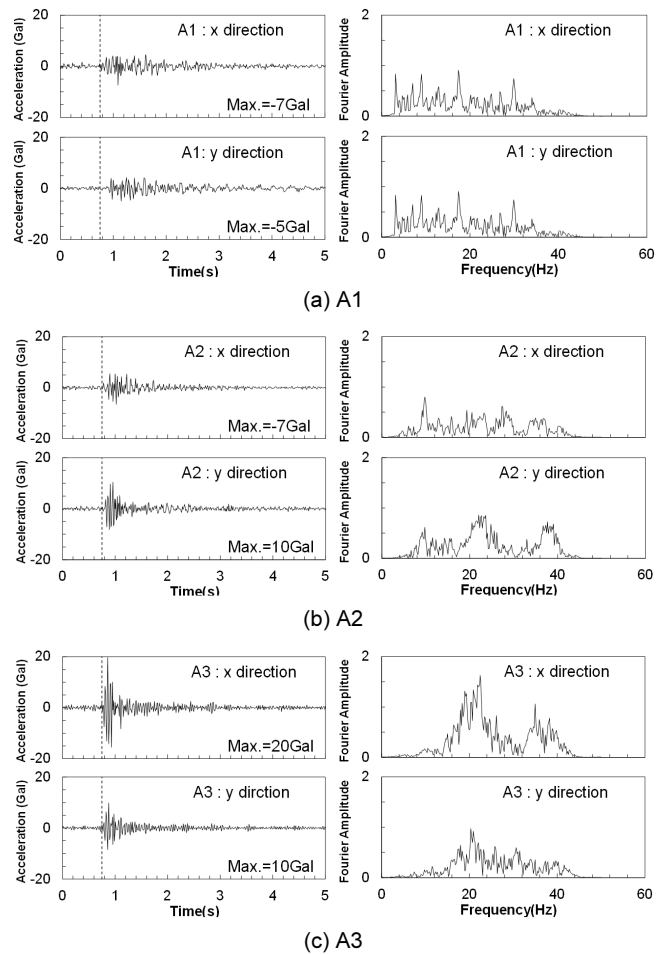 20
0
-20
Acceleration (Gal)
A1 : x direction
Max.=-7Gal
2
1
0
Fourier Amplitude
A1 : x direction
20
0
-20
Acceleration (Gal)
A1: y direction
Max.=-5Gal
0 1 2 3 4 5
Time(s)
2
1
0
Fourier Amplitude
A1 : y direction
0 20 40 60
Frequency(Hz)
(a) A1
20
0
-20
Acceleration (Gal)
A2 : x direction
Max.=-7Gal
2
1
0
Fourier Amplitude
A2 : x direction
20
0
-20
Acceleration (Gal)
A2 : y direction
Max.=10Gal
0 1 2 3 4 5
Time(s)
2
1
0
Fourier Amplitude
A2 : y direction
0 20 40 60
Frequency(Hz)
(b) A2
20
0
-20
Acceleration (Gal)
A3 : x direction
Max.=20Gal
2
1
0
Fourier Amplitude
A3 : x direction
20
0
-20
Acceleration (Gal)
A3 : y dirction
Max.=10Gal
0 1 2 3 4 5
Time(s)
2
1
0
Fourier Amplitude
A3 : y direction
0 20 40 60
Frequency(Hz)
(c) A3